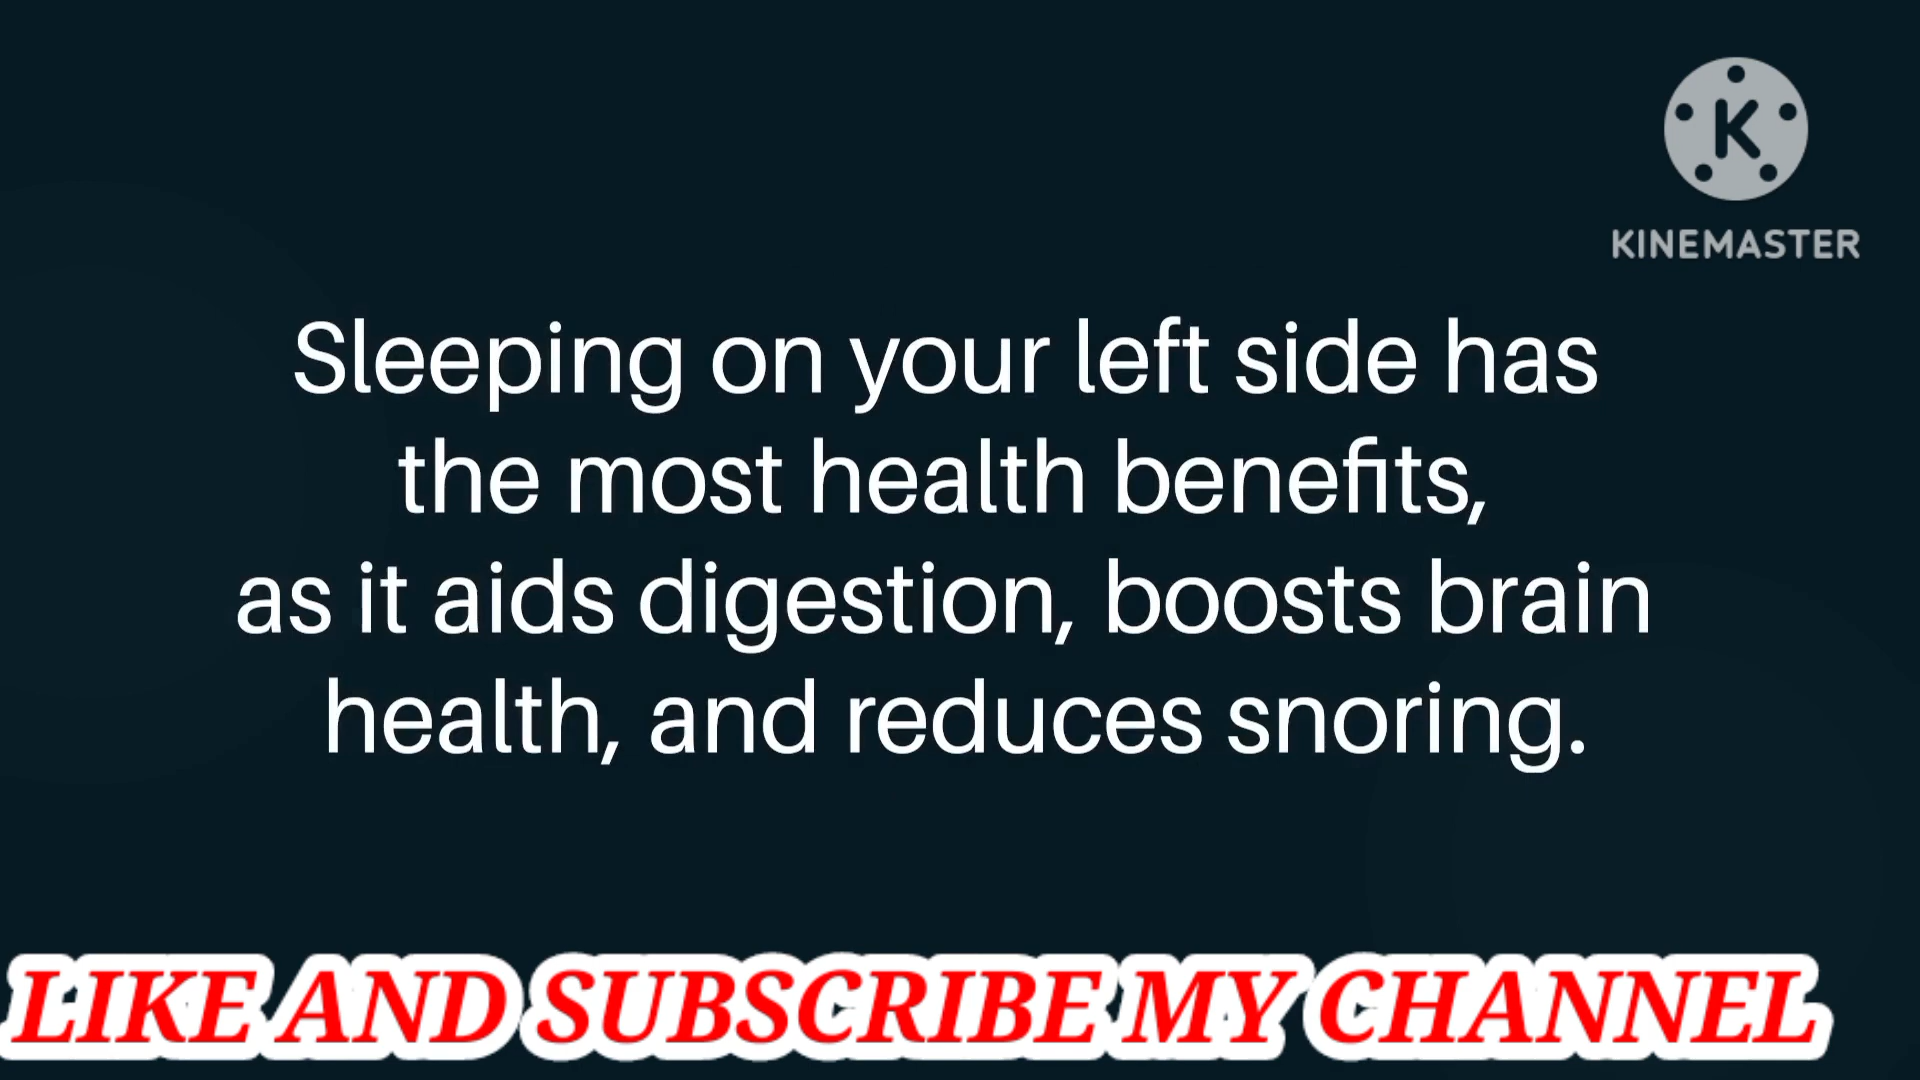 K
KINEMASTER
Sleeping on your left side has
the most health benefits,
as it aids digestion, boosts brain
health, and reduces snoring.
LIKE AND SUBSCRIBE MY CHANNEL